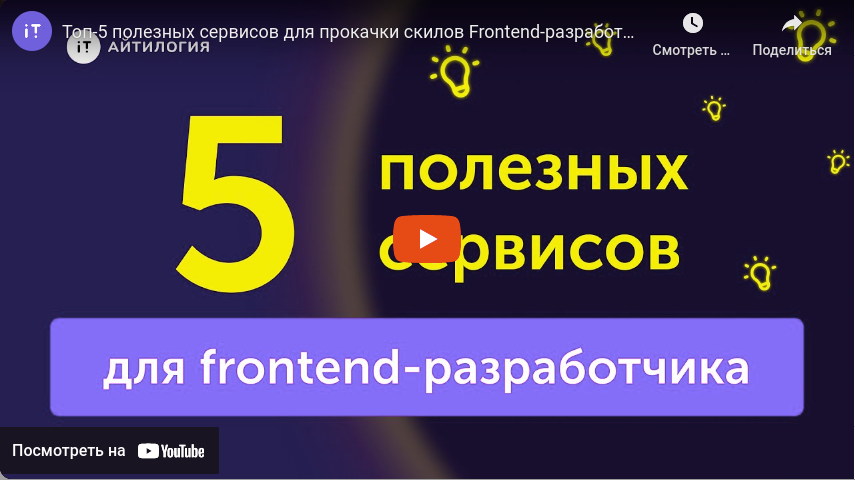 iT
Топ-5 полезных сервисов для прокачки скилов Frontend-разработ...
Смотреть ...
Поделиться
iT АЙТИЛОГИЯ
5
полезных
сервисов
для frontend-разработчика
Посмотреть на YouTube